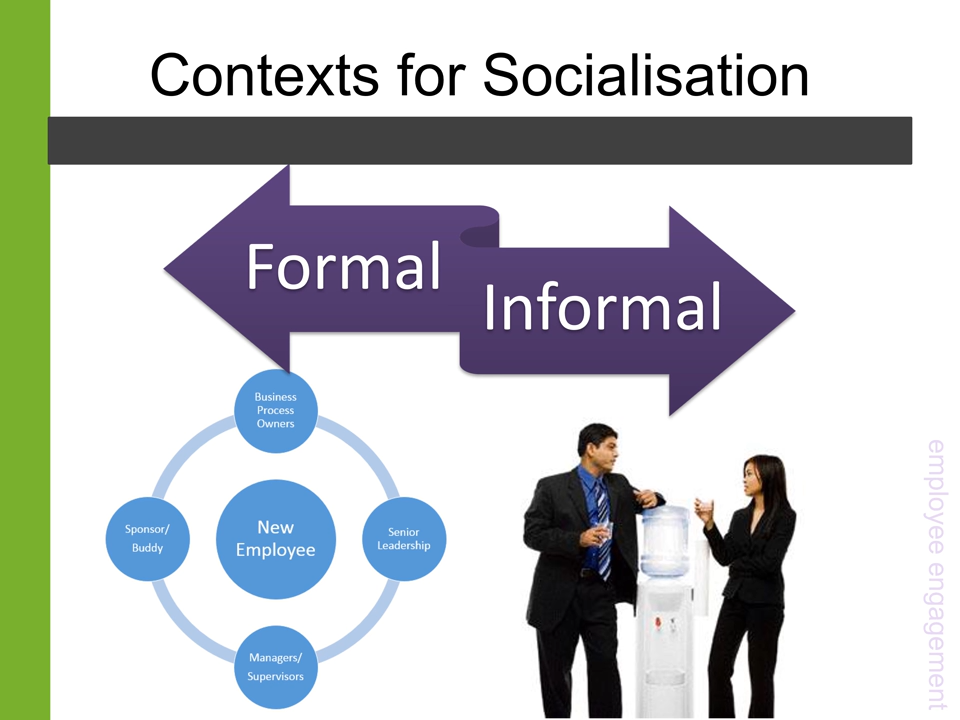 Contexts for Socialisation
Formal
Informal
Business
Process
Owners
Sponsor/
Buddy
New
Employee
Senior
Leadership
Managers/
Supervisors
employee engagement